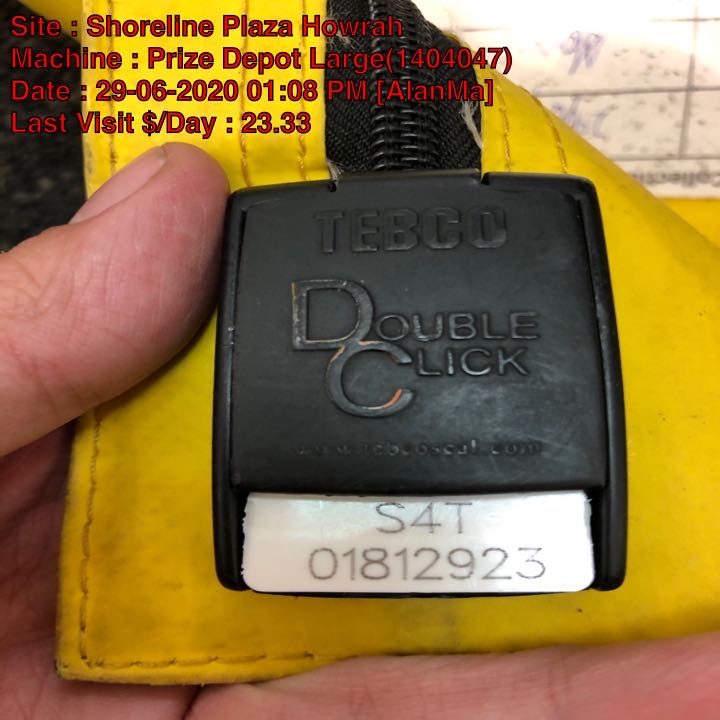 Site : Shoreline Plaza Howrah
Machine : Prize Depot Large(1404047)
Date : 29-06-2020 01:08 PM [AlanMa]
Last Visit $/Day : 23.33
TEBCO
DOUBLE
CLICK
S4T
01812923